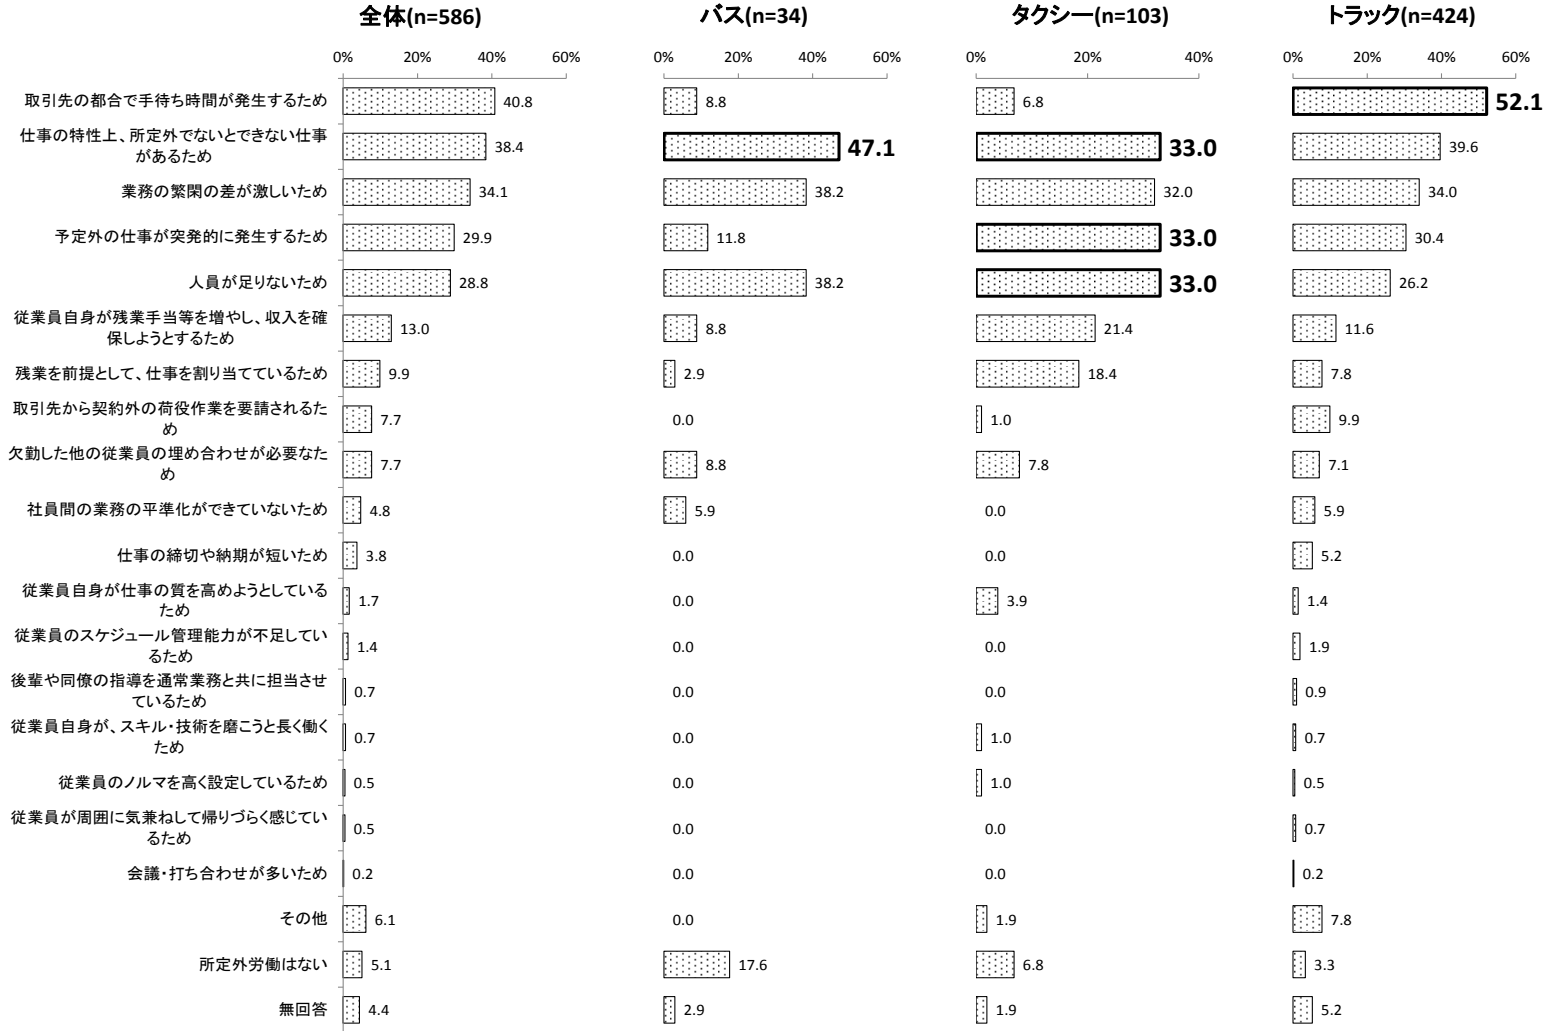 全体(n=586) バス(n=34) タクシー(n=103) トラック(n=424)
0% 20% 40% 60% 0% 20% 40% 60% 0% 20% 40% 0% 20% 40% 60%
取引先の都合で手待ち時間が発生するため 40.8 8.8 6.8 52.1
仕事の特性上、所定外でないとできない仕事
があるため 38.4 47.1 33.0 39.6
業務の繁閑の差が激しいため 34.1 38.2 32.0 34.0
予定外の仕事が突発的に発生するため 29.9 11.8 33.0 30.4
人員が足りないため 28.8 38.2 33.0 26.2
従業員自身が残業手当等を増やし、収入を確
保しようとするため 13.0 8.8 21.4 11.6
残業を前提として、仕事を割り当てているため 9.9 2.9 18.4 7.8
取引先から契約外の荷役作業を要請されるた
め 7.7 0.0 1.0 9.9
欠勤した他の従業員の埋め合わせが必要なた
め 7.7 8.8 7.8 7.1
社員間の業務の平準化ができていないため 4.8 5.9 0.0 5.9
仕事の締切や納期が短いため 3.8 0.0 0.0 5.2
従業員自身が仕事の質を高めようとしている
ため 1.7 0.0 3.9 1.4
従業員のスケジュール管理能力が不足してい
るため 1.4 0.0 0.0 1.9
後輩や同僚の指導を通常業務と共に担当させ
ているため 0.7 0.0 0.0 0.9
従業員自身が、スキル・技術を磨こうと長く働く
ため 0.7 0.0 1.0 0.7
従業員のノルマを高く設定しているため 0.5 0.0 1.0 0.5
従業員が周囲に気兼ねして帰りづらく感じてい
るため 0.5 0.0 0.0 0.7
会議・打ち合わせが多いため 0.2 0.0 0.0 0.2
その他 6.1 0.0 1.9 7.8
所定外労働はない 5.1 17.6 6.8 3.3
無回答 4.4 2.9 1.9 5.2